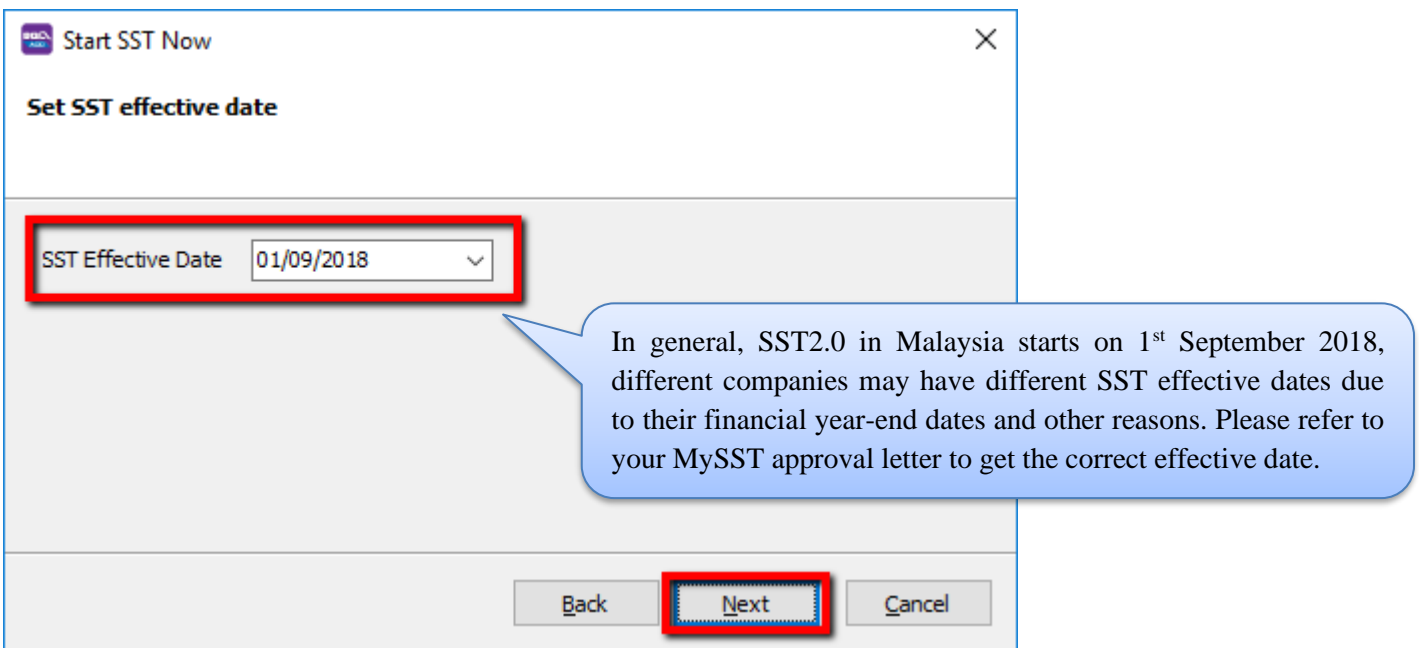 Start SST Now
Set SST effective date
SST Effective Date 01/09/2018
In general, SST2.0 in Malaysia starts on 1st September 2018,
different companies may have different SST effective dates due
to their financial year-end dates and other reasons. Please refer to
your MySST approval letter to get the correct effective date.
Back Next Cancel